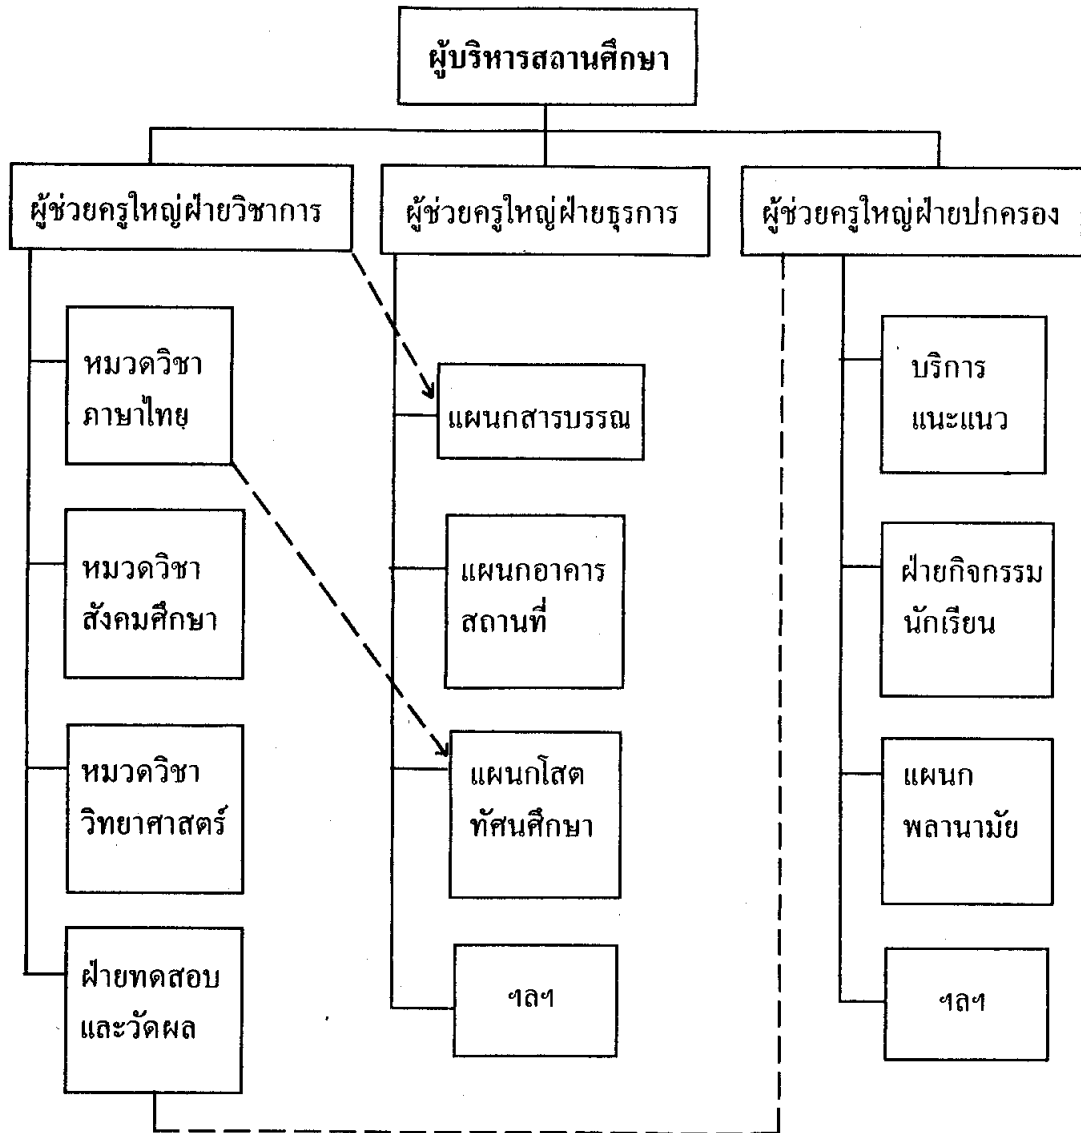 ผู้บริหารสถานศึกษา
ผู้ช่วยครูใหญ่ฝ่ายวิชาการ
ผู้ช่วยครูใหญ่ฝ่ายธุรการ
ผู้ช่วยครูใหญ่ฝ่ายปกครอง
หมวดวิชา
ภาษาไทย
หมวดวิชา
สังคมศึกษา
หมวดวิชา
วิทยาศาสตร์
ฝ่ายทดสอบ
และวัดผล
แผนกสารบรรณ
แผนกอาคาร
สถานที่
แผนกโสต
ทัศนศึกษา
ฯลฯ
บริการ
แนะแนว
ฝ่ายกิจกรรม
นักเรียน
แผนก
พลานามัย
ฯลฯ